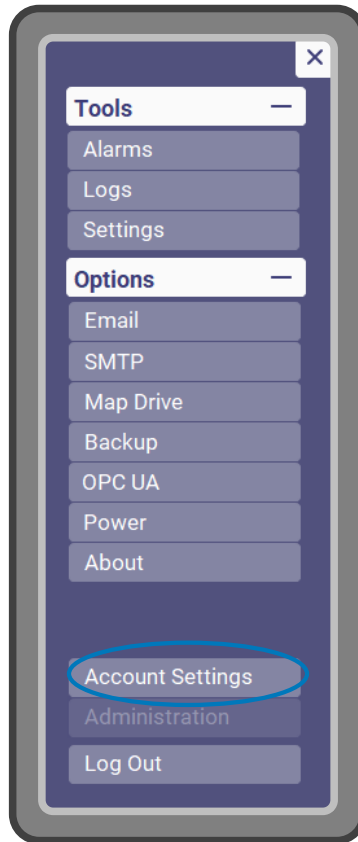 ×
Tools —
Alarms
Logs
Settings
Options —
Email
SMTP
Map Drive
Backup
OPC UA
Power
About
Account Settings
Administration
Log Out